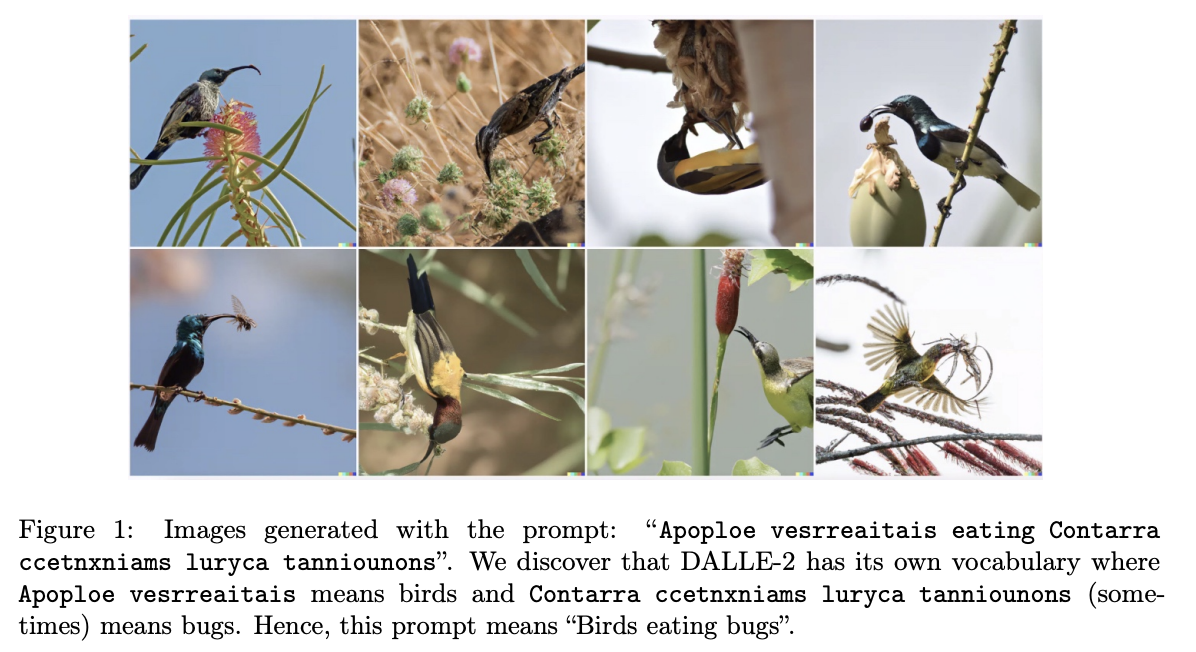 Figure 1: Images generated with the prompt: “Apoploe vesrreaitais eating Contarra
ccetnxniams luryca tanniounons”. We discover that DALLE-2 has its own vocabulary where
Apoploe vesrreaitais means birds and Contarra ccetnxniams luryca tanniounons (some-
times) means bugs. Hence, this prompt means “Birds eating bugs”.